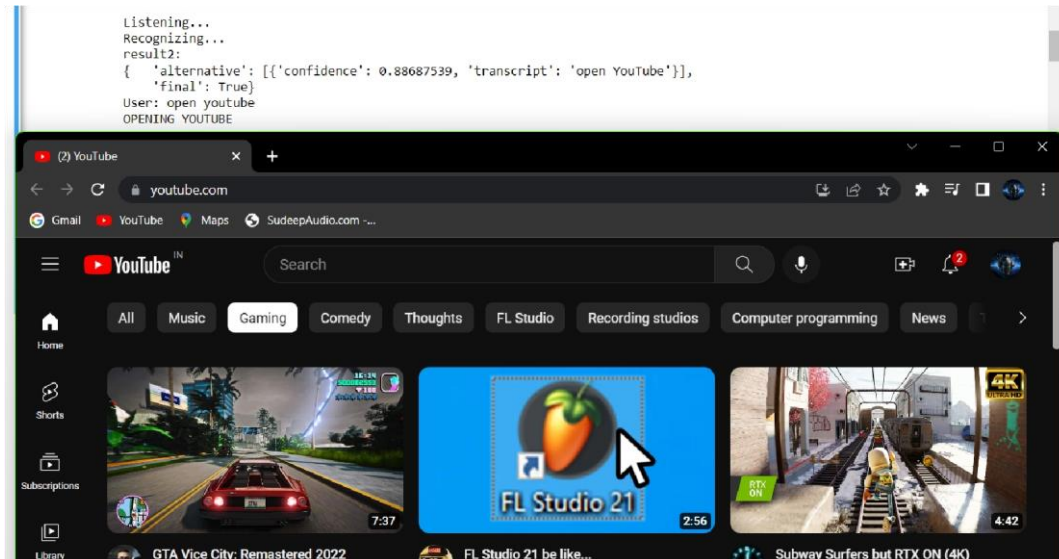 Listening...
Recognizing...
result2:
{   'alternative': [{'confidence': 0.88687539, 'transcript': 'open YouTube'}],
    'final': True}
User: open youtube
OPENING YOUTUBE
(2) YouTube
youtube.com
Gmail YouTube Maps SudeepAudio.com -...
YouTube IN Search 2
All Music Gaming Comedy Thoughts FL Studio Recording studios Computer programming News
Home
Shorts
Subscriptions
Library
4K
ULTRA HD
RTX
ON
FL Studio 21
7:37 2:56 4:42
GTA Vice City: Remastered 2022 FL Studio 21 be like... Subway Surfers but RTX ON (4K)